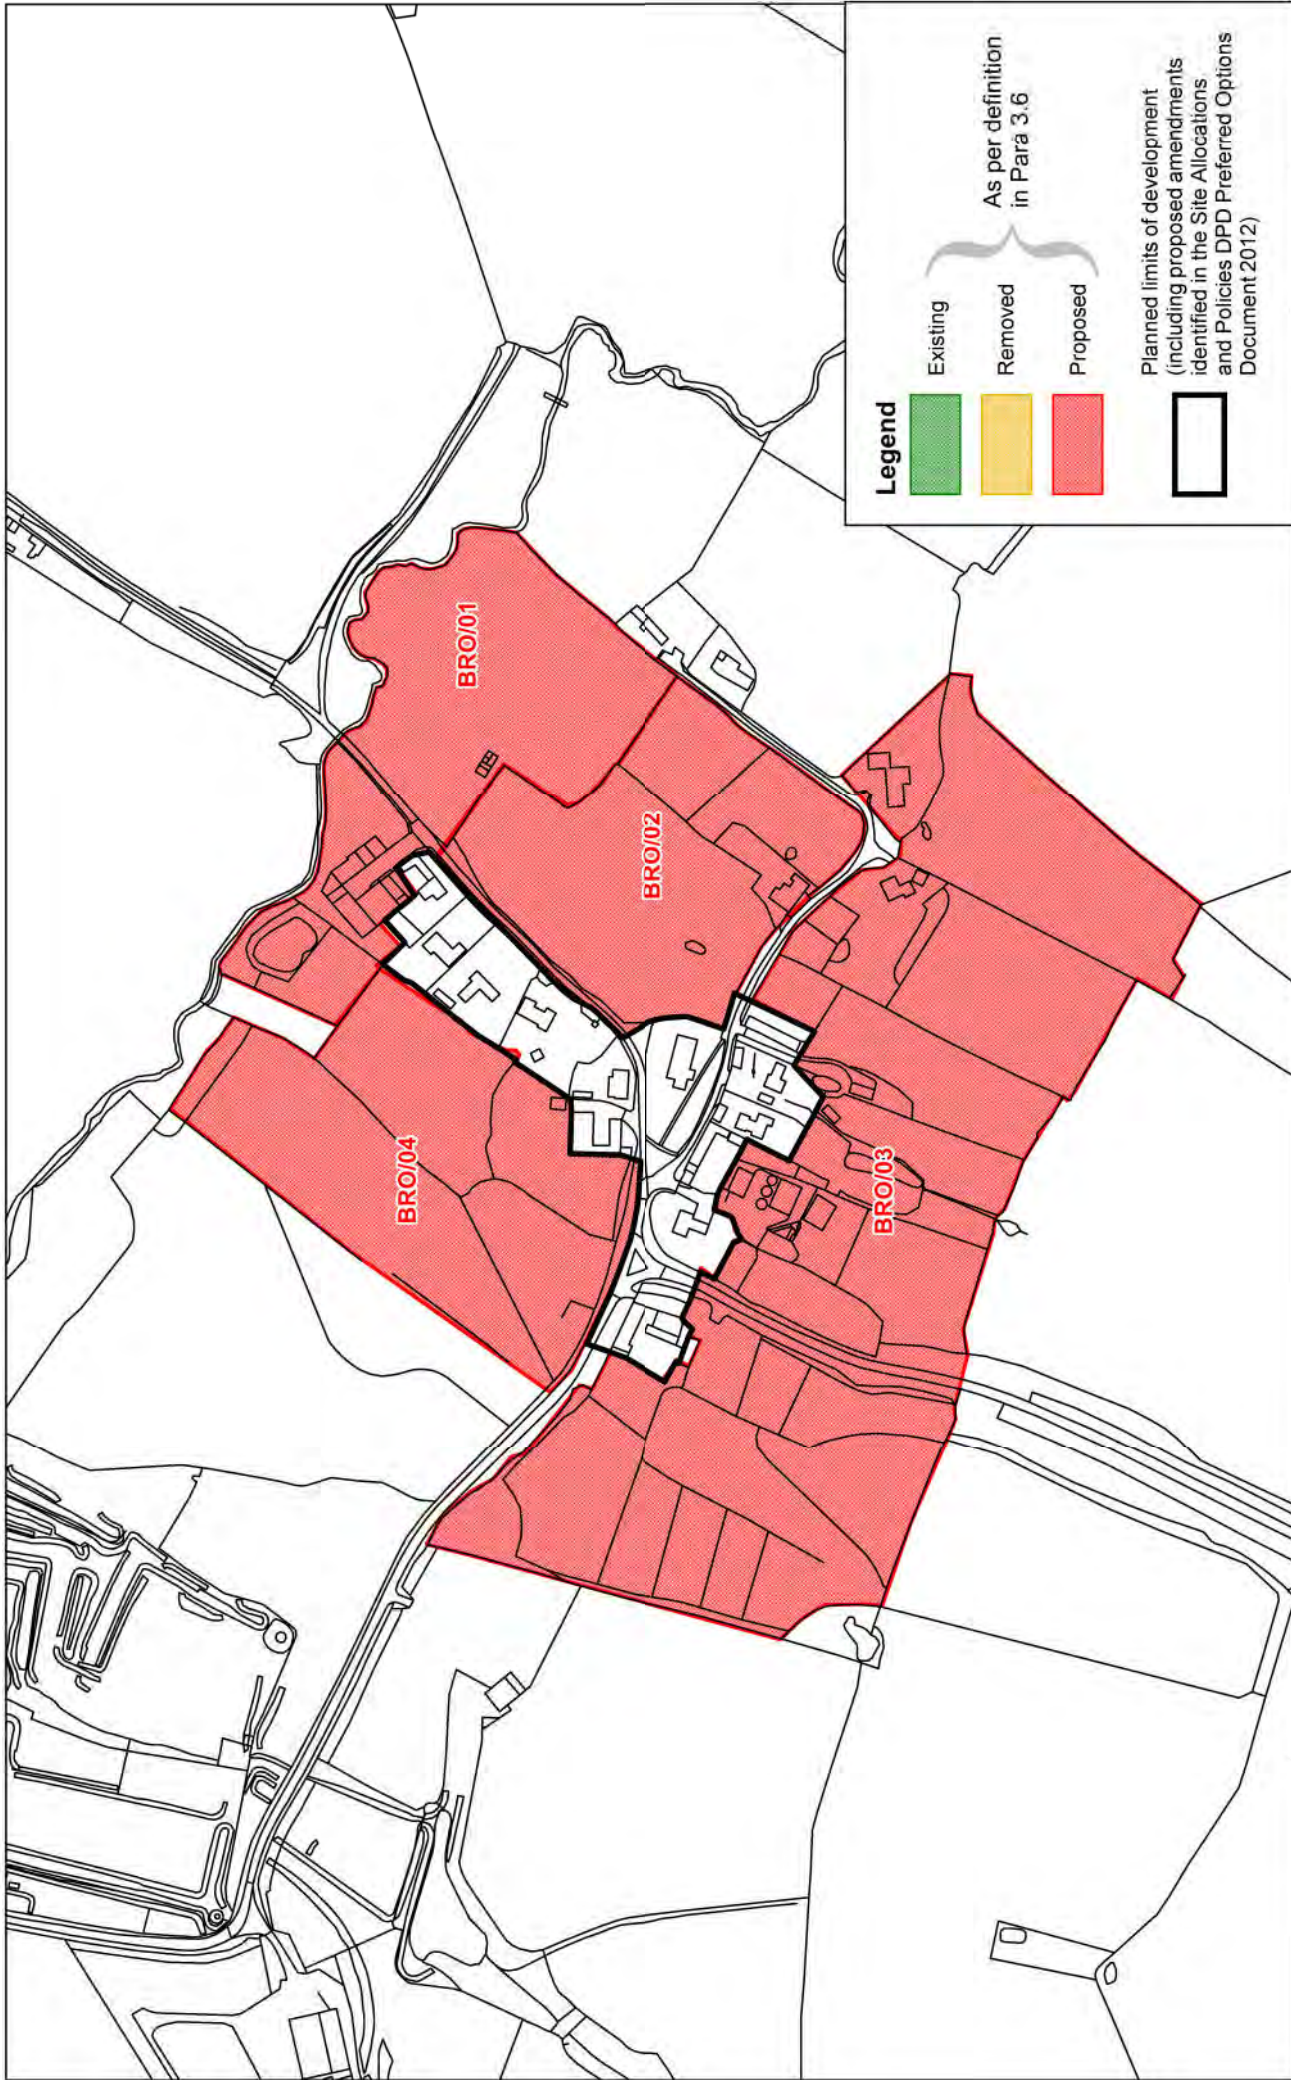 BRO/01
BRO/02
BRO/03
BRO/04
Legend
Existing
Removed
Proposed
As per definition
in Para 3.6
Planned limits of development
(including proposed amendments
identified in the Site Allocations
and Policies DPD Preferred Options
Document 2012)